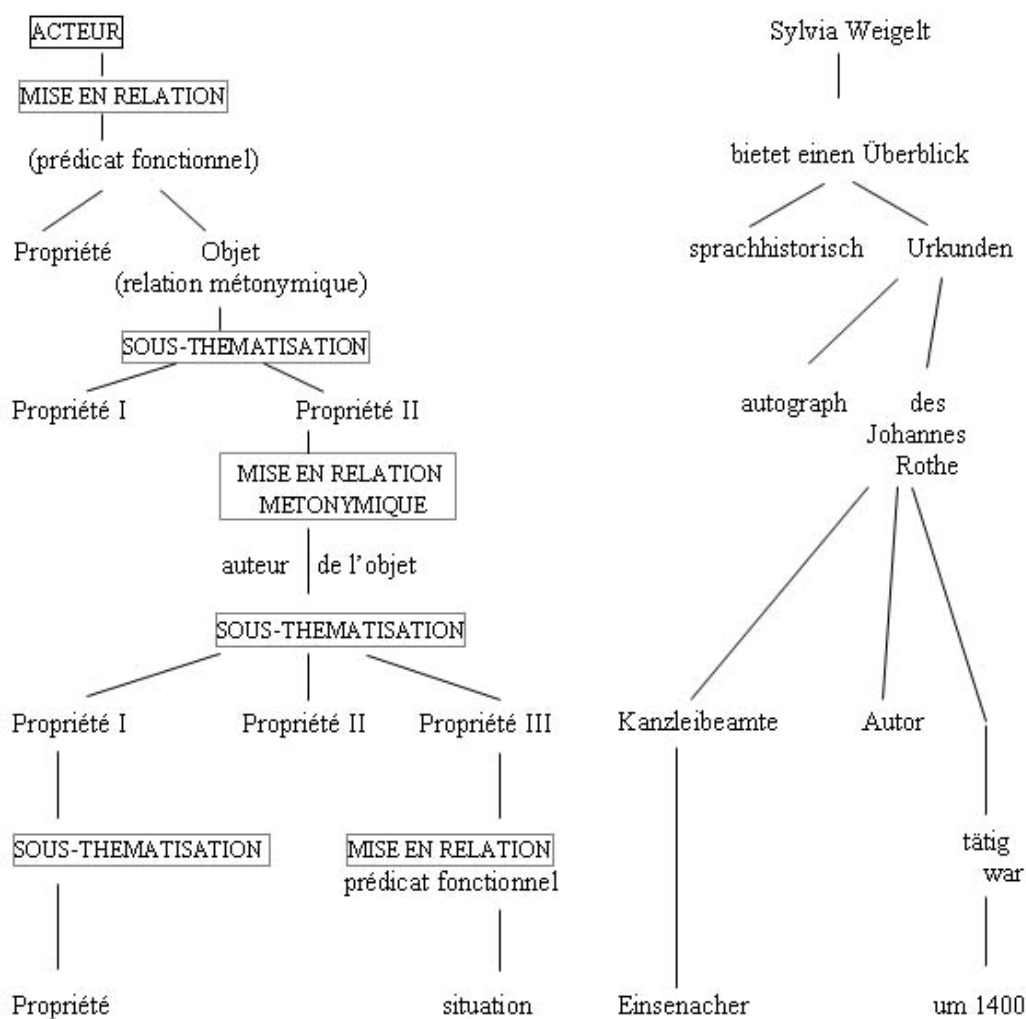 ACTEUR
MISE EN RELATION
(prédicat fonctionnel)
Propriété Objet
(relation métonymique)
SOUS-THEMATISATION
Propriété I Propriété II
MISE EN RELATION
METONYMIQUE
auteur de l'objet
SOUS-THEMATISATION
Propriété I Propriété II Propriété III
SOUS-THEMATISATION MISE EN RELATION
prédicat fonctionnel
Propriété situation
Sylvia Weigelt
bietet einen Überblick
sprachhistorisch Urkunden
autograph des
Johannes
Rothe
Kanzleibeamte Autor
tätig
war
Einsenacher um 1400